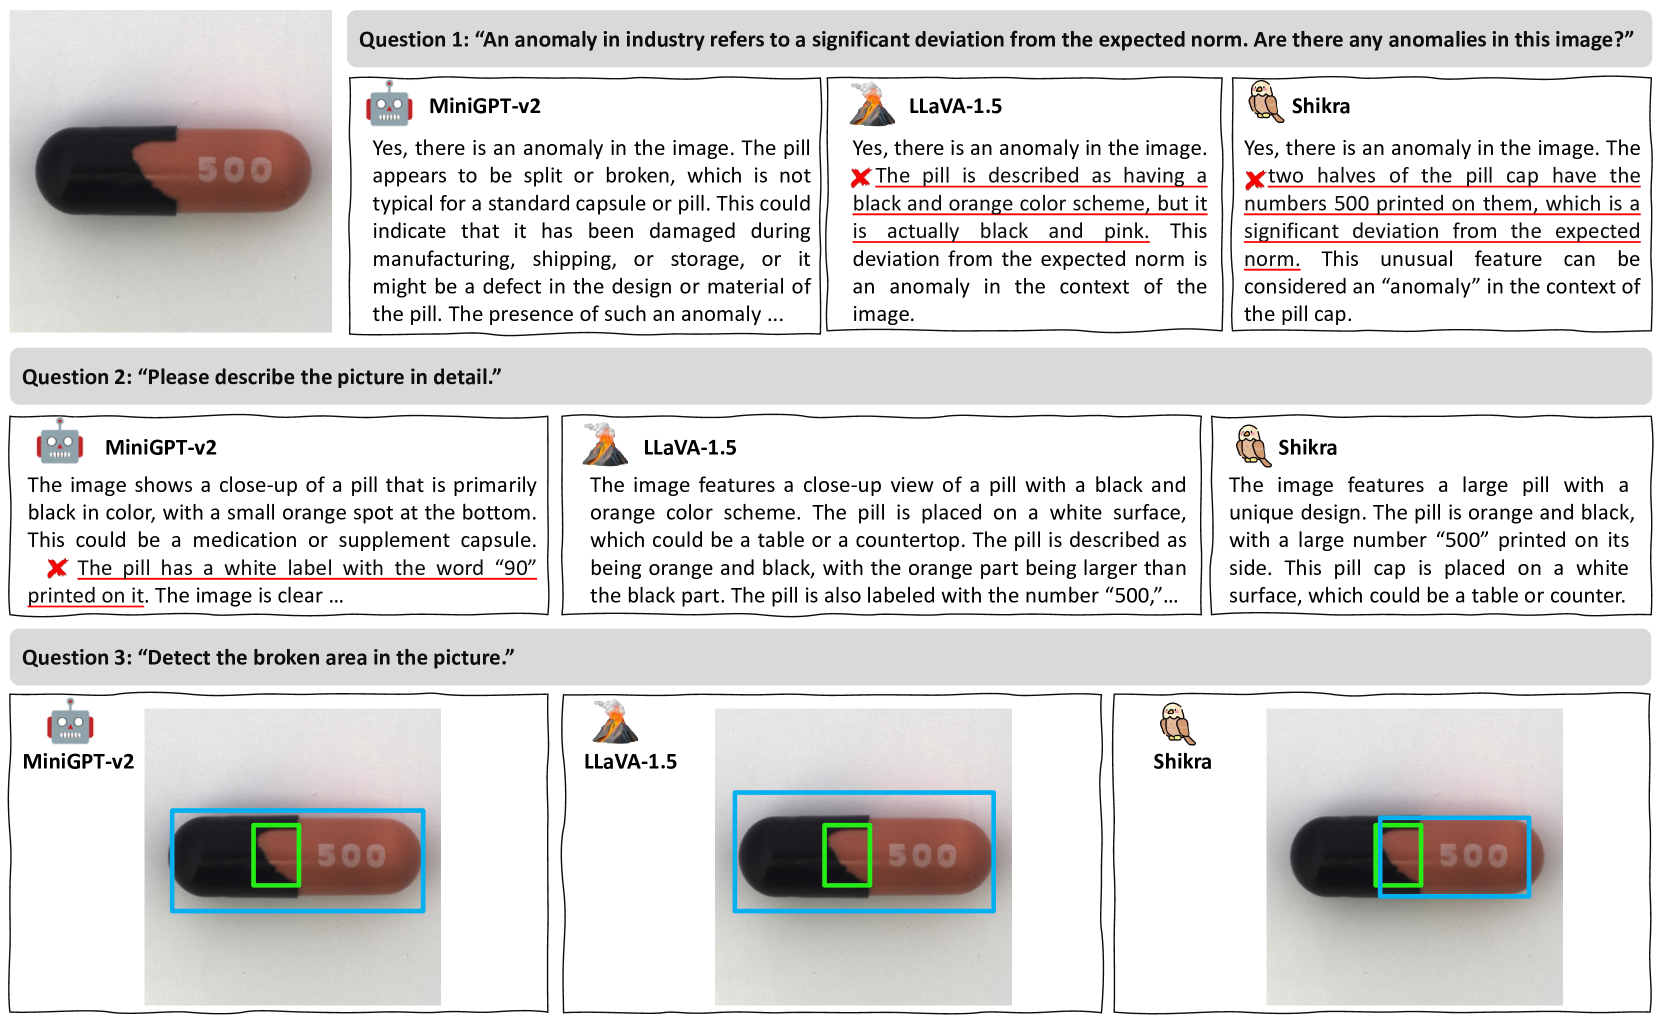 500
Question 1: “An anomaly in industry refers to a significant deviation from the expected norm. Are there any anomalies in this image?”
MiniGPT-v2
Yes, there is an anomaly in the image. The pill
appears to be split or broken, which is not
typical for a standard capsule or pill. This could
indicate that it has been damaged during
manufacturing, shipping, or storage, or it
might be a defect in the design or material of
the pill. The presence of such an anomaly ...
LLaVA-1.5
Yes, there is an anomaly in the image.
The pill is described as having a
black and orange color scheme, but it
is actually black and pink. This
deviation from the expected norm is
an anomaly in the context of the
image.
Shikra
Yes, there is an anomaly in the image. The
two halves of the pill cap have the
numbers 500 printed on them, which is a
significant deviation from the expected
norm. This unusual feature can be
considered an “anomaly” in the context of
the pill cap.
Question 2: “Please describe the picture in detail.”
MiniGPT-v2
The image shows a close-up of a pill that is primarily
black in color, with a small orange spot at the bottom.
This could be a medication or supplement capsule.
The pill has a white label with the word “90”
printed on it. The image is clear ...
LLaVA-1.5
The image features a close-up view of a pill with a black and
orange color scheme. The pill is placed on a white surface,
which could be a table or a countertop. The pill is described as
being orange and black, with the orange part being larger than
the black part. The pill is also labeled with the number “500,”...
Shikra
The image features a large pill with a
unique design. The pill is orange and black,
with a large number “500” printed on its
side. This pill cap is placed on a white
surface, which could be a table or counter.
Question 3: “Detect the broken area in the picture.”
MiniGPT-v2
500
LLaVA-1.5
500
Shikra
500